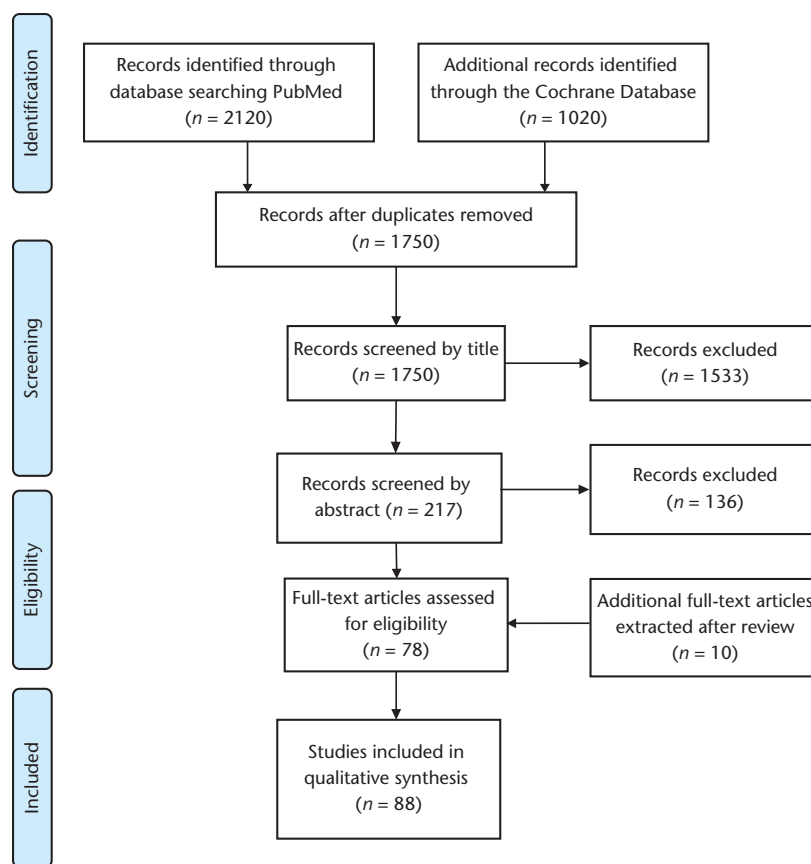 Identification
Records identified through
database searching PubMed
(n = 2120)
Additional records identified
through the Cochrane Database
(n = 1020)
Records after duplicates removed
(n = 1750)
Screening
Records screened by title
(n = 1750)
Records excluded
(n = 1533)
Records screened by
abstract (n = 217)
Records excluded
(n = 136)
Eligibility
Full-text articles assessed
for eligibility
(n = 78)
Additional full-text articles
extracted after review
(n = 10)
Included
Studies included in
qualitative synthesis
(n = 88)